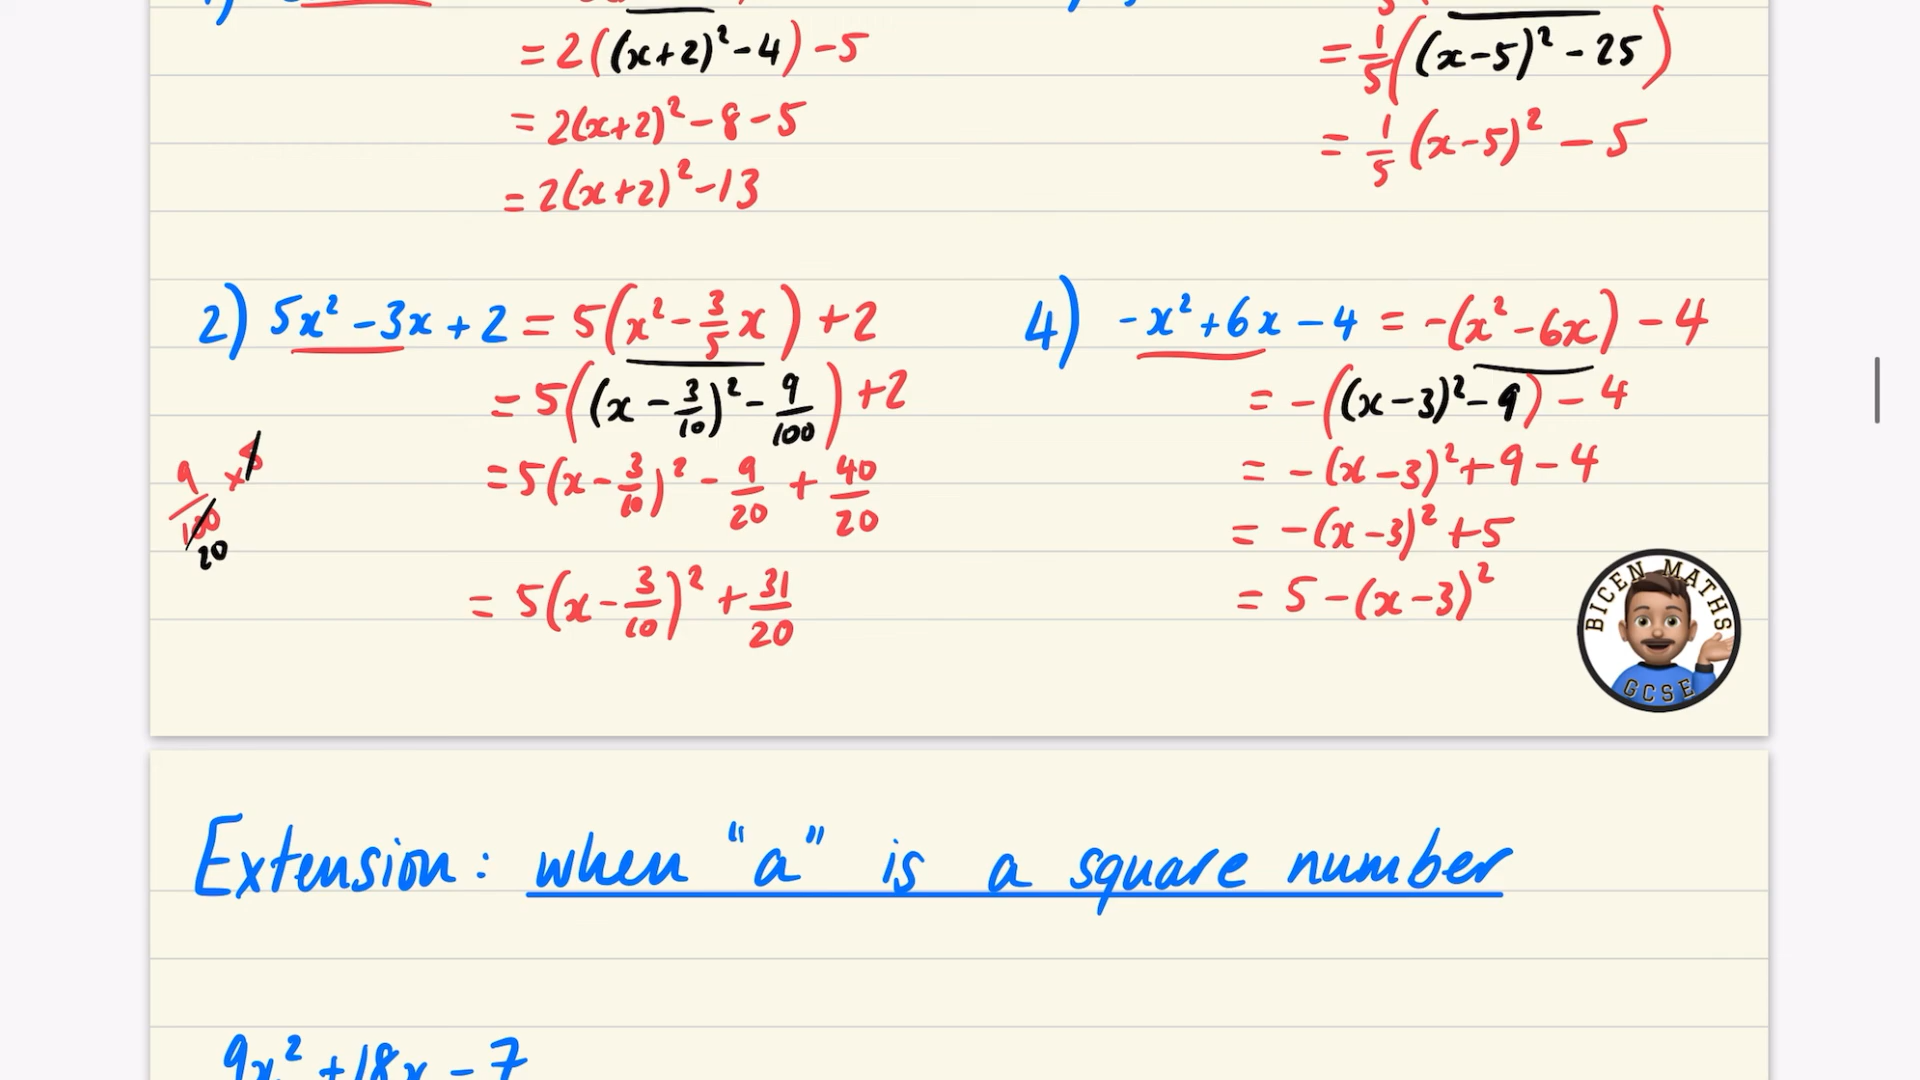 = 2((x+2)² - 4) - 5
= 2(x+2)² - 8 - 5
= 2(x+2)² - 13
= 1/5((x-5)² - 25)
= 1/5 (x-5)² - 5
2) 5x² - 3x + 2 = 5(x² - 3/5 x) + 2
= 5((x - 3/10)² - 9/100) + 2
= 5(x - 3/10)² - 9/20 + 40/20
= 5(x - 3/10)² + 31/20
9/100 × 5
20
4) -x² + 6x - 4 = -(x² - 6x) - 4
= -((x-3)² - 9) - 4
= -(x-3)² + 9 - 4
= -(x-3)² + 5
= 5 - (x-3)²
BICEN MATHS
GCSE
Extension: when "a" is a square number
9x² + 18x - 7